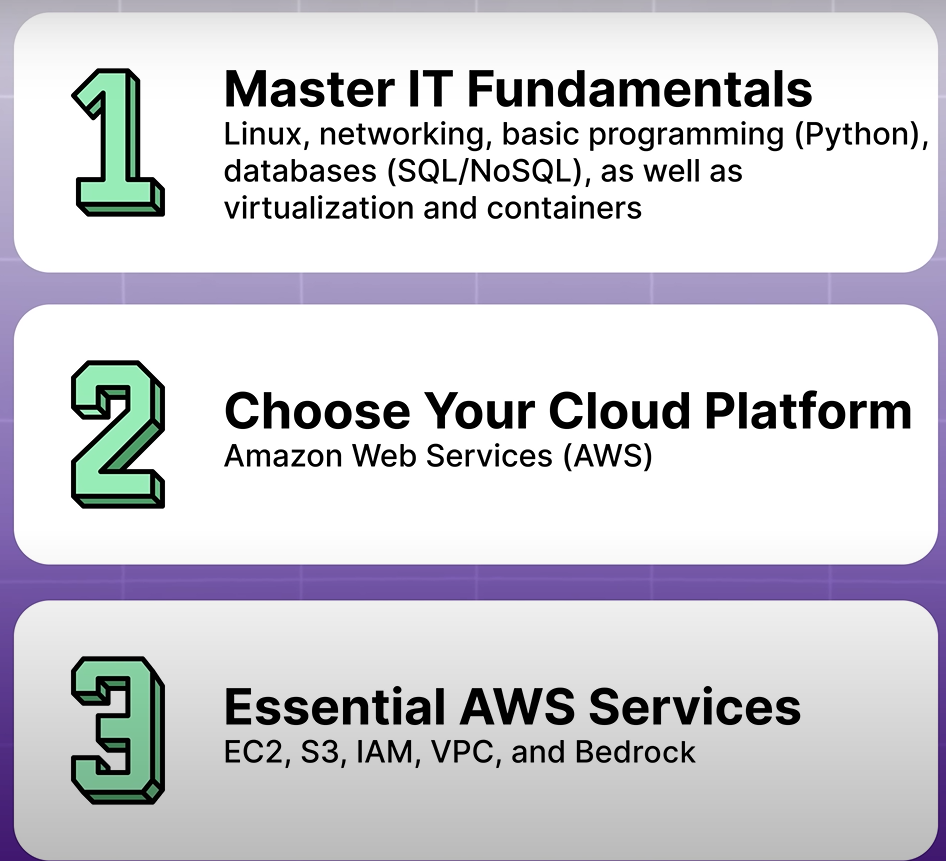 1
Master IT Fundamentals
Linux, networking, basic programming (Python),
databases (SQL/NoSQL), as well as
virtualization and containers
2
Choose Your Cloud Platform
Amazon Web Services (AWS)
3
Essential AWS Services
EC2, S3, IAM, VPC, and Bedrock